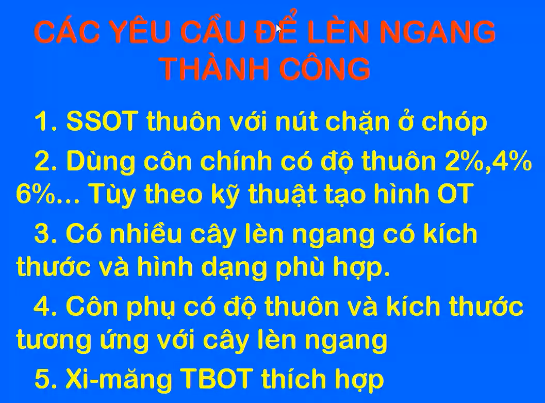 CÁC YÊU CẦU ĐỂ LÈN NGANG
THÀNH CÔNG
1. SSOT thuôn với nút chặn ở chóp
2. Dùng côn chính có độ thuôn 2%,4%
6%... Tùy theo kỹ thuật tạo hình OT
3. Có nhiều cây lèn ngang có kích
thước và hình dạng phù hợp.
4. Côn phụ có độ thuôn và kích thước
tương ứng với cây lèn ngang
5. Xi-măng TBOT thích hợp